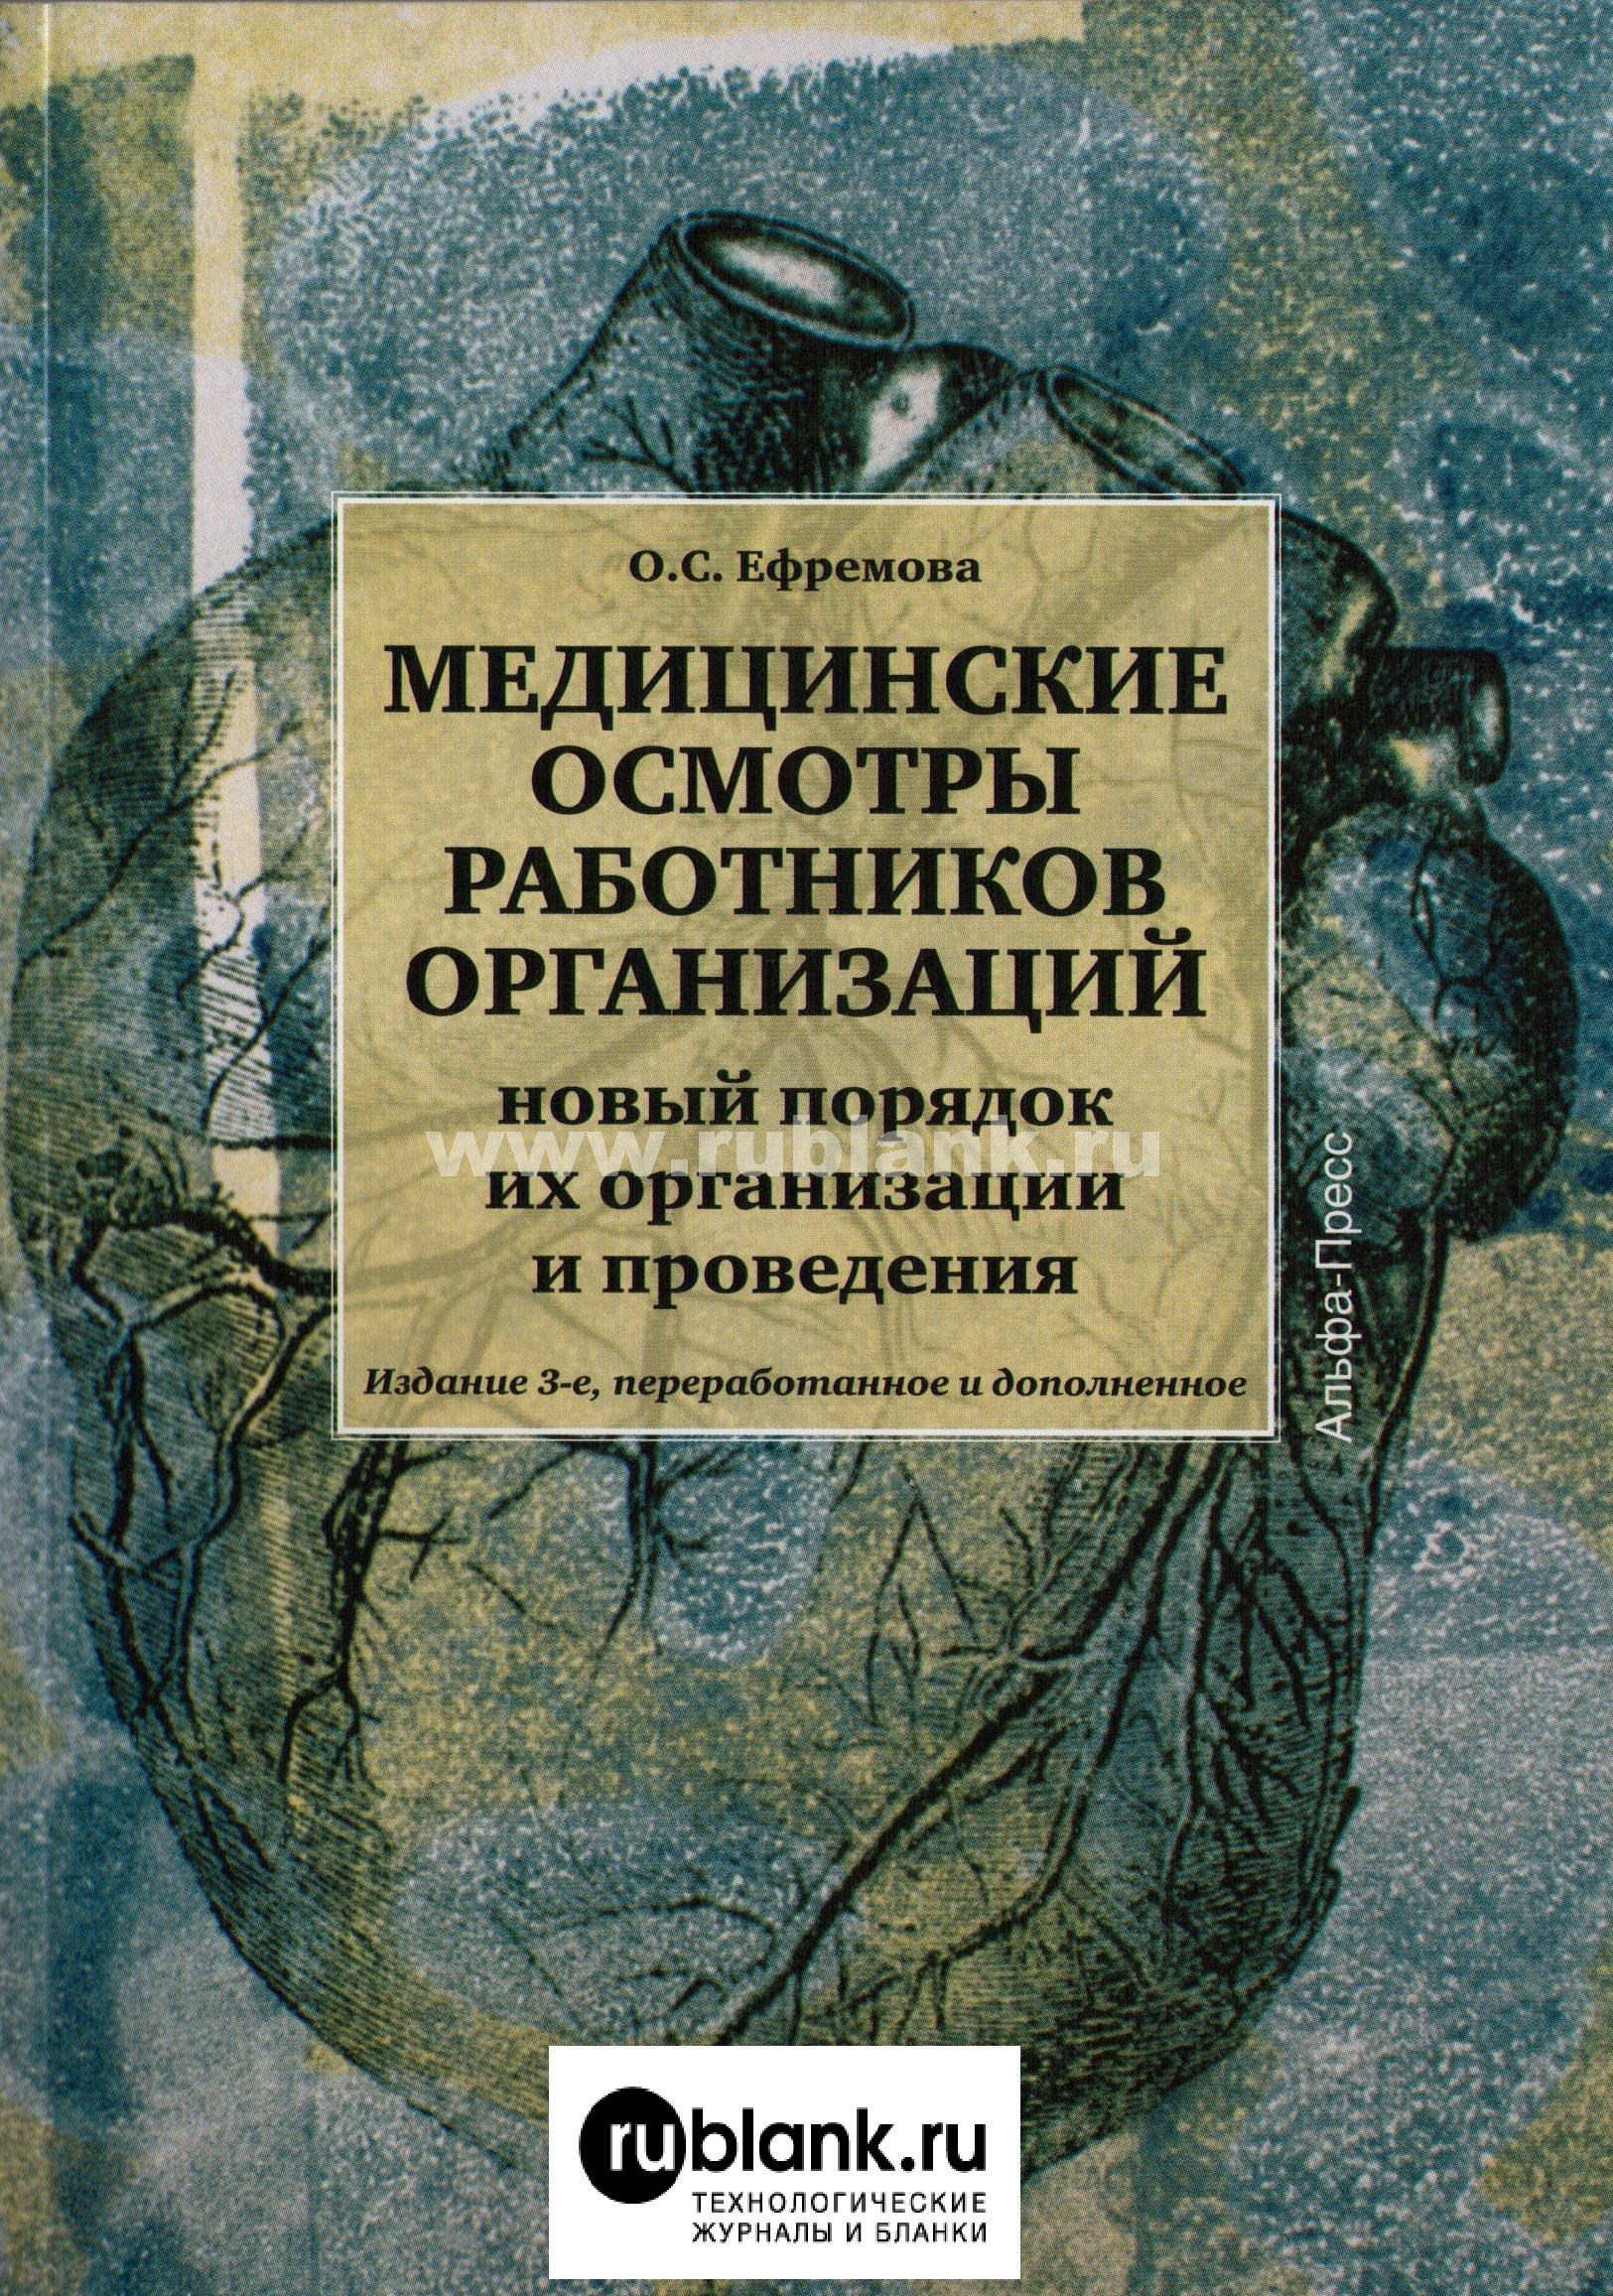 О.С. Ефремова
МЕДИЦИНСКИЕ
ОСМОТРЫ
РАБОТНИКОВ
ОРГАНИЗАЦИЙ
новый порядок
www.rublank.ru
их организации
и проведения
Издание 3-е, переработанное и дополненное
Альфа-Пресс
rublank.ru
ТЕХНОЛОГИЧЕСКИЕ
ЖУРНАЛЫ И БЛАНКИ